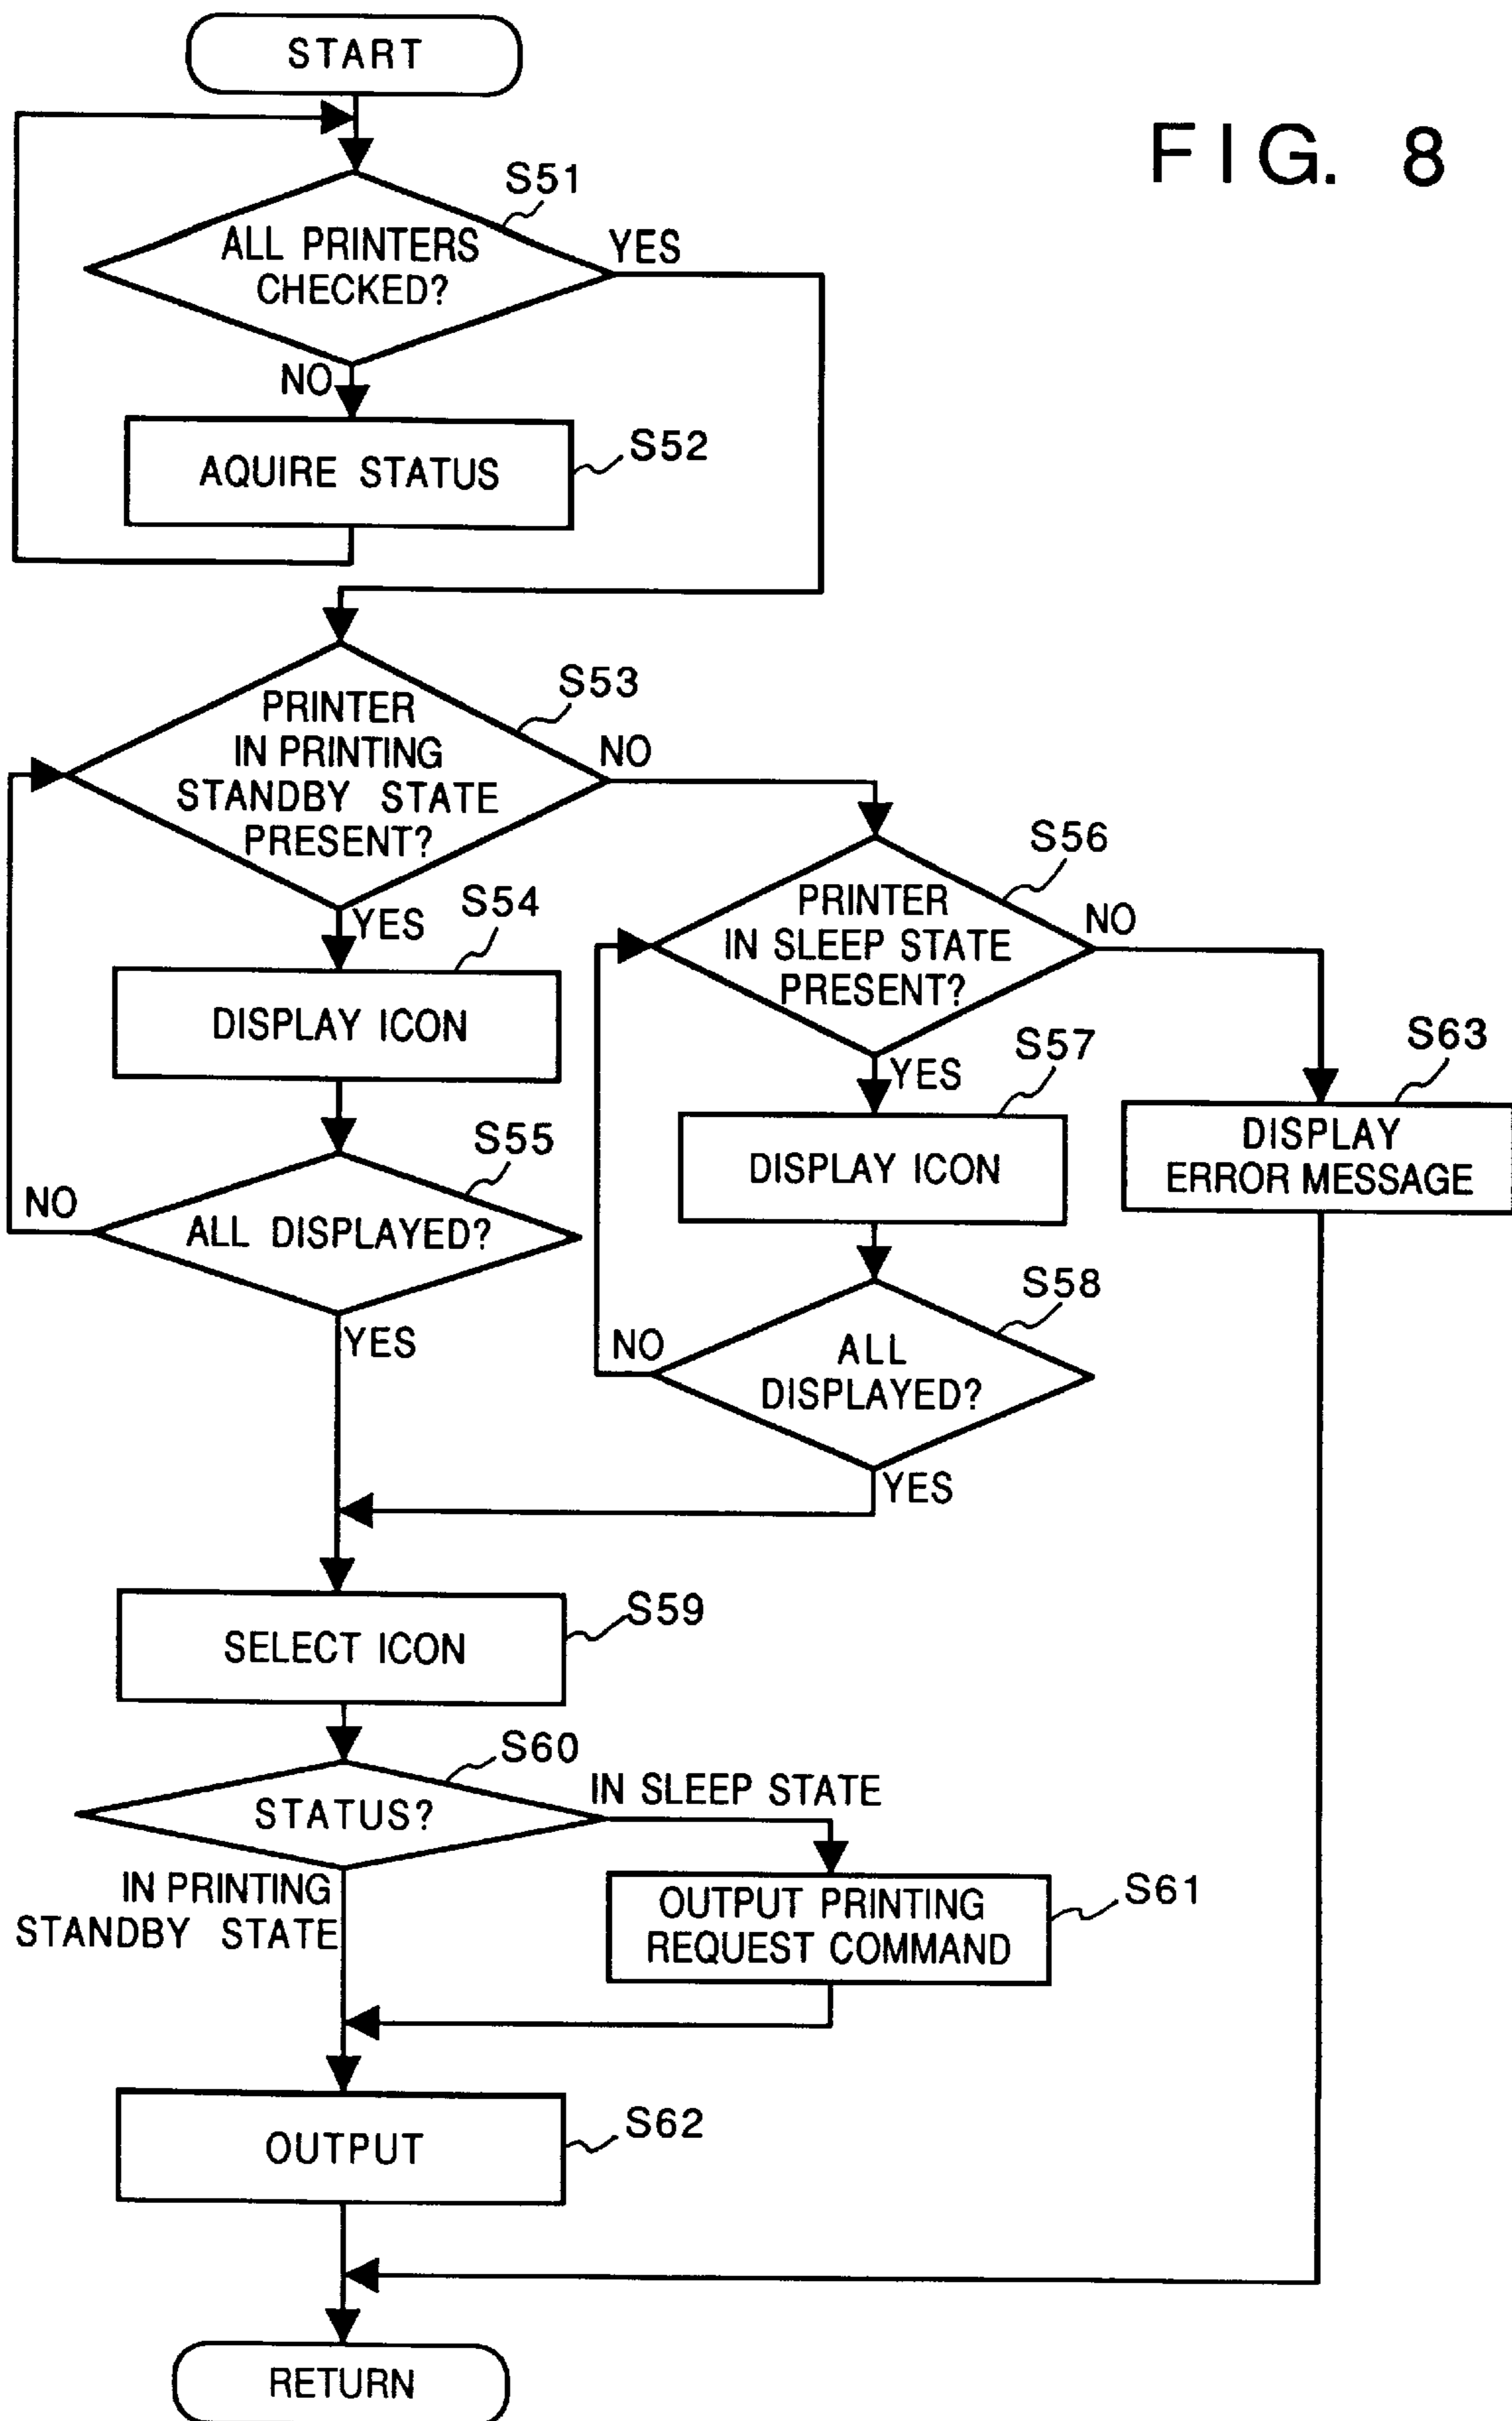 START
FIG. 8
S51
ALL PRINTERS
CHECKED?
YES
NO
S52
AQUIRE STATUS
S53
PRINTER
IN PRINTING
STANDBY STATE
PRESENT?
NO
YES
S54
DISPLAY ICON
S55
NO
ALL DISPLAYED?
YES
S56
PRINTER
IN SLEEP STATE
PRESENT?
NO
YES
S57
DISPLAY ICON
S58
NO
ALL
DISPLAYED?
YES
S63
DISPLAY
ERROR MESSAGE
S59
SELECT ICON
S60
STATUS?
IN SLEEP STATE
IN PRINTING
STANDBY STATE
S61
OUTPUT PRINTING
REQUEST COMMAND
S62
OUTPUT
RETURN